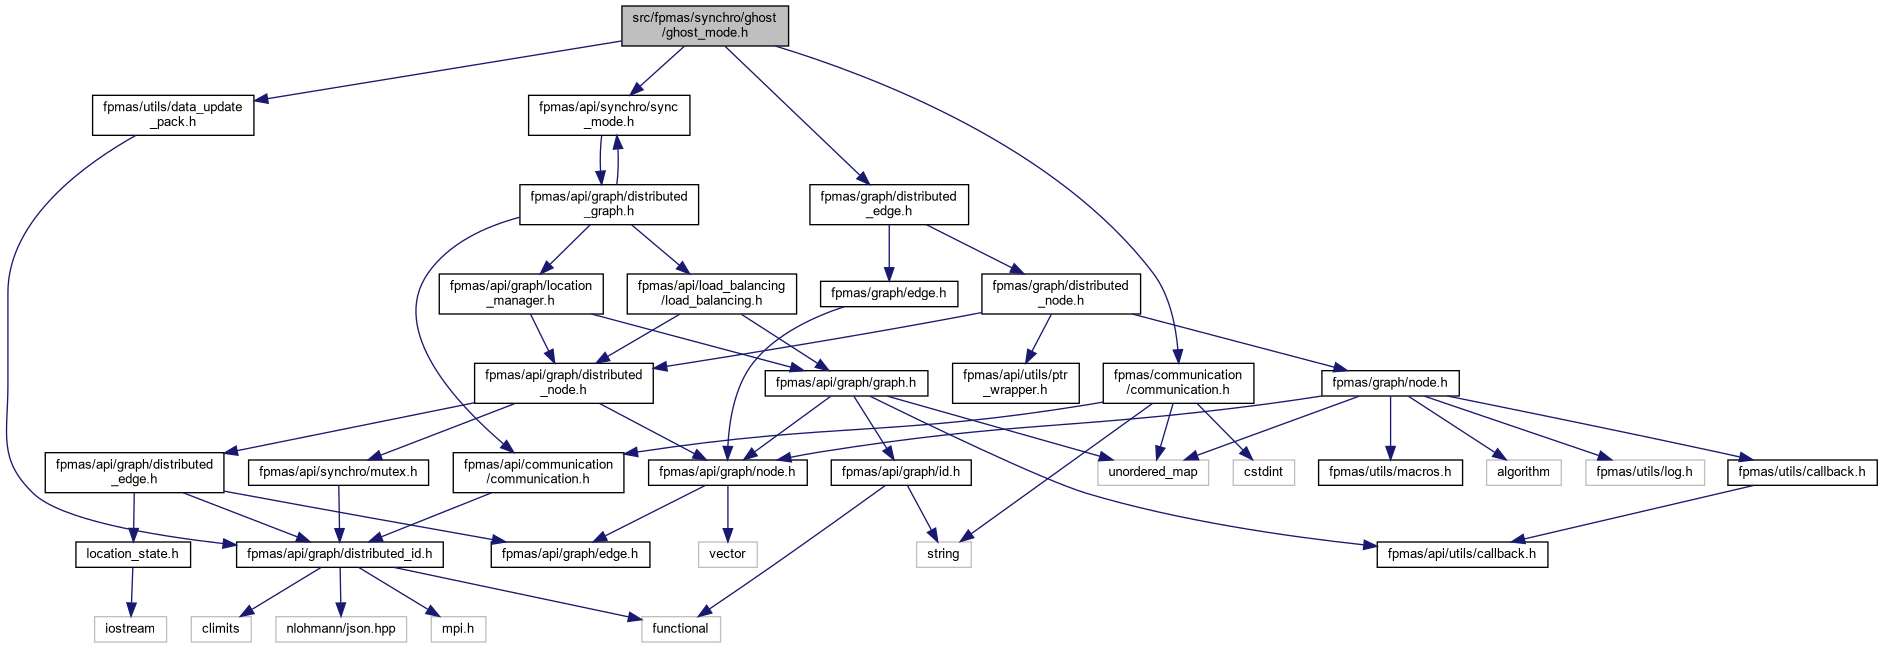 src/fpmas/synchro/ghost
/ghost_mode.h
fpmas/utils/data_update
_pack.h
fpmas/api/synchro/sync
_mode.h
fpmas/api/graph/distributed
_graph.h
fpmas/graph/distributed
_edge.h
fpmas/api/graph/location
_manager.h
fpmas/api/load_balancing
/load_balancing.h
fpmas/graph/edge.h
fpmas/graph/distributed
_node.h
fpmas/api/graph/distributed
_node.h
fpmas/api/graph/graph.h
fpmas/api/utils/ptr
_wrapper.h
fpmas/communication
/communication.h
fpmas/graph/node.h
fpmas/api/graph/distributed
_edge.h
fpmas/api/synchro/mutex.h
fpmas/api/communication
/communication.h
fpmas/api/graph/node.h
fpmas/api/graph/id.h
unordered_map
cstdint
fpmas/utils/macros.h
algorithm
fpmas/utils/log.h
fpmas/utils/callback.h
location_state.h
fpmas/api/graph/distributed_id.h
fpmas/api/graph/edge.h
vector
string
fpmas/api/utils/callback.h
iostream
climits
nlohmann/json.hpp
mpi.h
functional